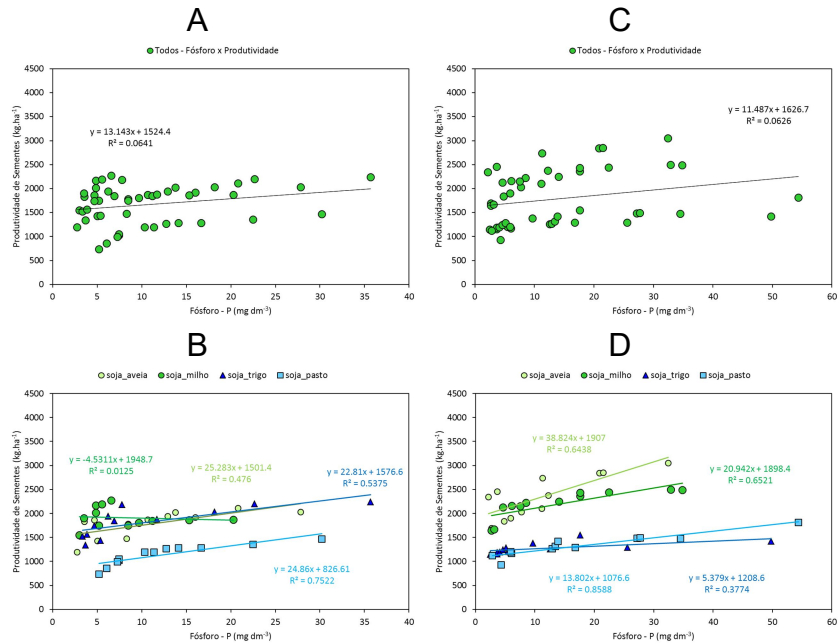 A
Todos - Fósforo x Produtividade
Produtividade de Sementes (kg.ha⁻¹)
4500
4000
3500
3000
2500
2000
1500
1000
500
0
y = 13.143x + 1524.4
R² = 0.0641
0 5 10 15 20 25 30 35 40
Fósforo - P (mg dm⁻³)
C
Todos - Fósforo x Produtividade
Produtividade de Sementes (kg.ha⁻¹)
4500
4000
3500
3000
2500
2000
1500
1000
500
0
y = 11.487x + 1626.7
R² = 0.0626
0 10 20 30 40 50 60
Fósforo - P (mg dm⁻³)
B
soja_aveia soja_milho soja_trigo soja_pasto
Produtividade de Sementes (kg.ha⁻¹)
4500
4000
3500
3000
2500
2000
1500
1000
500
0
y = -4.5311x + 1948.7
R² = 0.0125
y = 25.283x + 1501.4
R² = 0.476
y = 22.81x + 1576.6
R² = 0.5375
y = 24.86x + 826.61
R² = 0.7522
0 5 10 15 20 25 30 35 40
Fósforo - P (mg dm⁻³)
D
soja_aveia soja_milho soja_trigo soja_pasto
Produtividade de Sementes (kg.ha⁻¹)
4500
4000
3500
3000
2500
2000
1500
1000
500
0
y = 38.824x + 1907
R² = 0.6438
y = 20.942x + 1898.4
R² = 0.6521
y = 13.802x + 1076.6
R² = 0.8588
y = 5.379x + 1208.6
R² = 0.3774
0 10 20 30 40 50 60
Fósforo - P (mg dm⁻³)